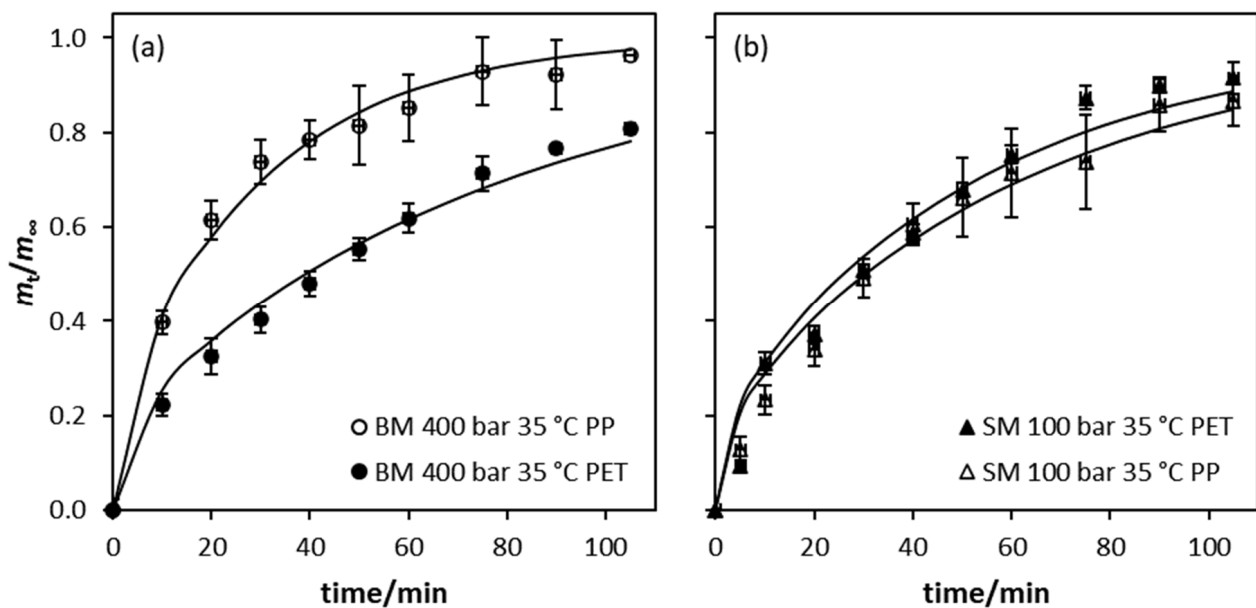 (a)
(b)
1.0
0.8
0.6
0.4
0.2
0.0
mt/m∞
BM 400 bar 35 °C PP
BM 400 bar 35 °C PET
SM 100 bar 35 °C PET
SM 100 bar 35 °C PP
0 20 40 60 80 100
0 20 40 60 80 100
time/min
time/min